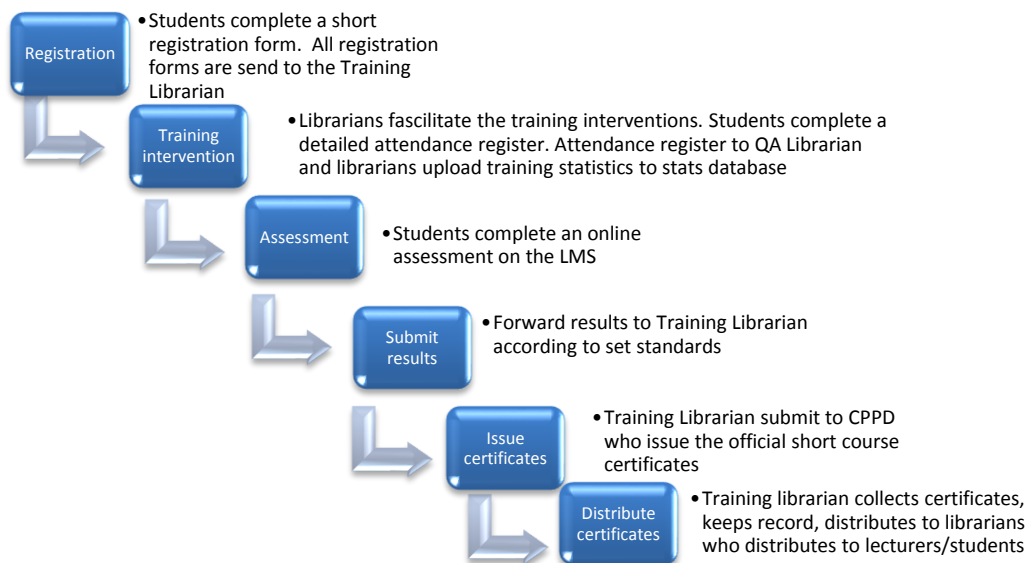 Registration
•Students complete a short
registration form.  All registration
forms are send to the Training
Librarian
Training
intervention
•Librarians fascilitate the training interventions. Students complete a
detailed attendance register. Attendance register to QA Librarian
and librarians upload training statistics to stats database
Assessment
•Students complete an online
assessment on the LMS
Submit
results
•Forward results to Training Librarian
according to set standards
Issue
certificates
•Training Librarian submit to CPPD
who issue the official short course
certificates
Distribute
certificates
•Training librarian collects certificates,
keeps record, distributes to librarians
who distributes to lecturers/students